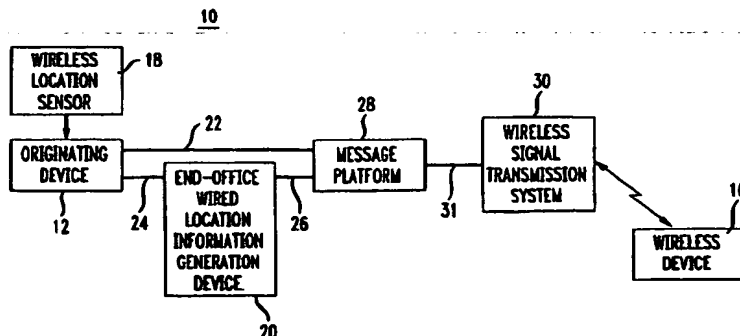 10
WIRELESS
LOCATION
SENSOR
18
ORIGINATING
DEVICE
12
22
24
END-OFFICE
WIRED
LOCATION
INFORMATION
GENERATION
DEVICE
20
26
28
MESSAGE
PLATFORM
31
30
WIRELESS
SIGNAL
TRANSMISSION
SYSTEM
WIRELESS
DEVICE